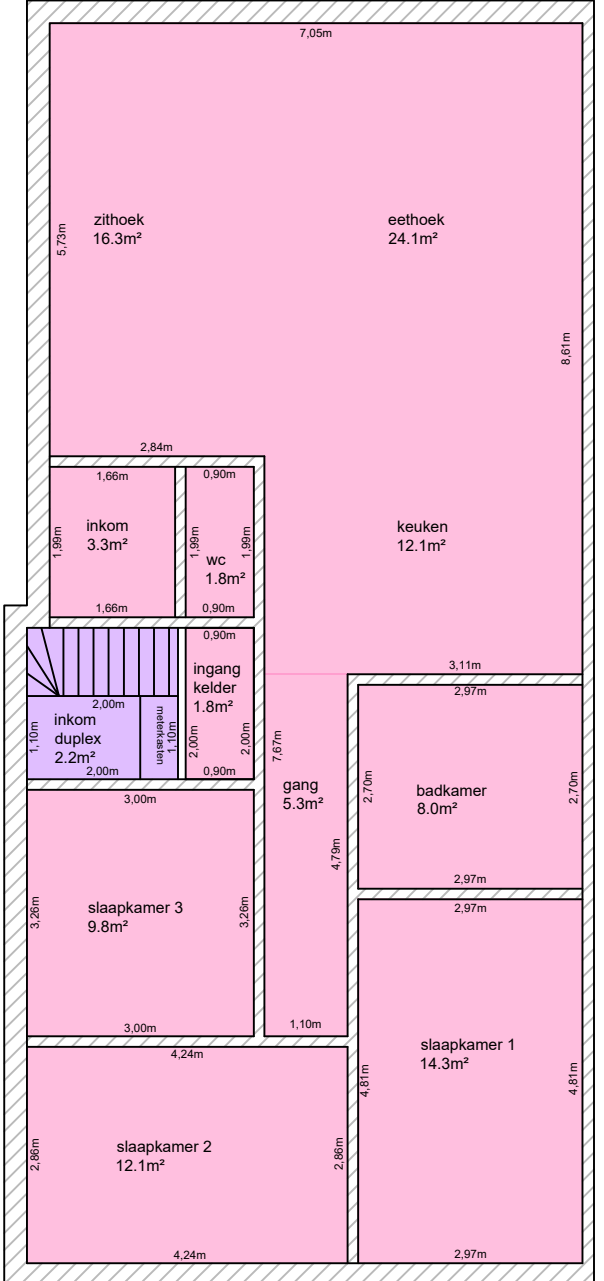 7,05m
zithoek
16.3m²
eethoek
24.1m²
5,73m
8,61m
2,84m
1,66m
0,90m
inkom
3.3m²
1,99m
1,99m
1,99m
wc
1.8m²
keuken
12.1m²
1,66m
0,90m
0,90m
ingang
kelder
1.8m²
3,11m
2,97m
2,00m
inkom
duplex
2.2m²
1,10m
meterkasten
1,10m
2,00m
2,00m
2,00m
0,90m
7,67m
gang
5.3m²
2,70m
badkamer
8.0m²
2,70m
3,00m
4,79m
2,97m
2,97m
slaapkamer 3
9.8m²
3,26m
3,26m
3,00m
1,10m
4,24m
slaapkamer 1
14.3m²
4,81m
4,81m
slaapkamer 2
12.1m²
2,86m
2,86m
4,24m
2,97m